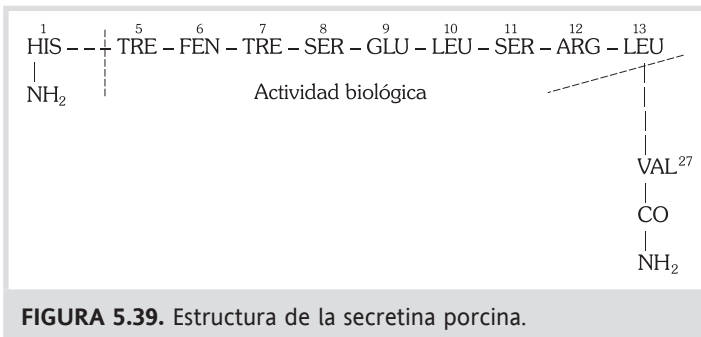 1 5 6 7 8 9 10 11 12 13
HIS – – – TRE – FEN – TRE – SER – GLU – LEU – SER – ARG – LEU
NH₂ Actividad biológica
VAL²⁷
CO
NH₂
FIGURA 5.39. Estructura de la secretina porcina.